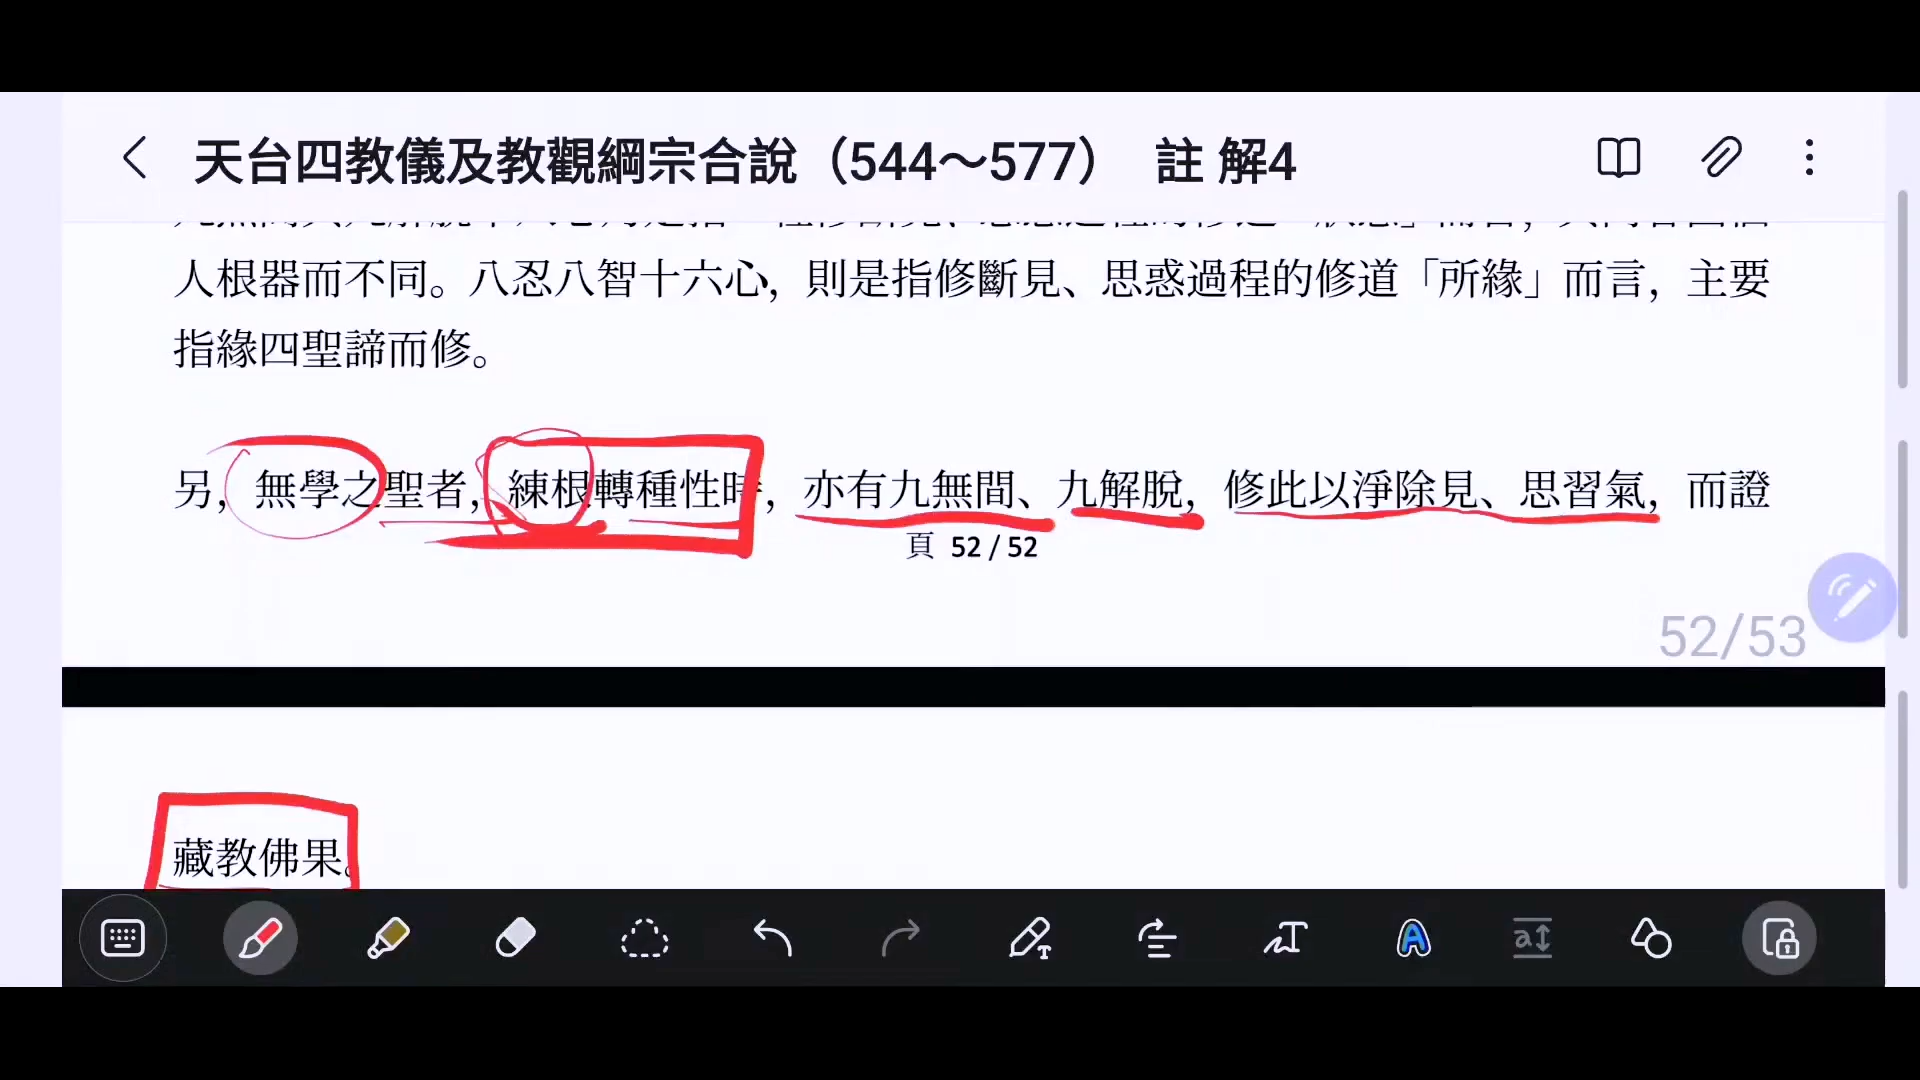 天台四教儀及教觀綱宗合說（544～577） 註 解4
人根器而不同。八忍八智十六心，則是指修斷見、思惑過程的修道「所緣」而言，主要
指緣四聖諦而修。
另，無學之聖者，練根轉種性時，亦有九無間、九解脫，修此以淨除見、思習氣，而證
頁 52 / 52
52/53
藏教佛果。